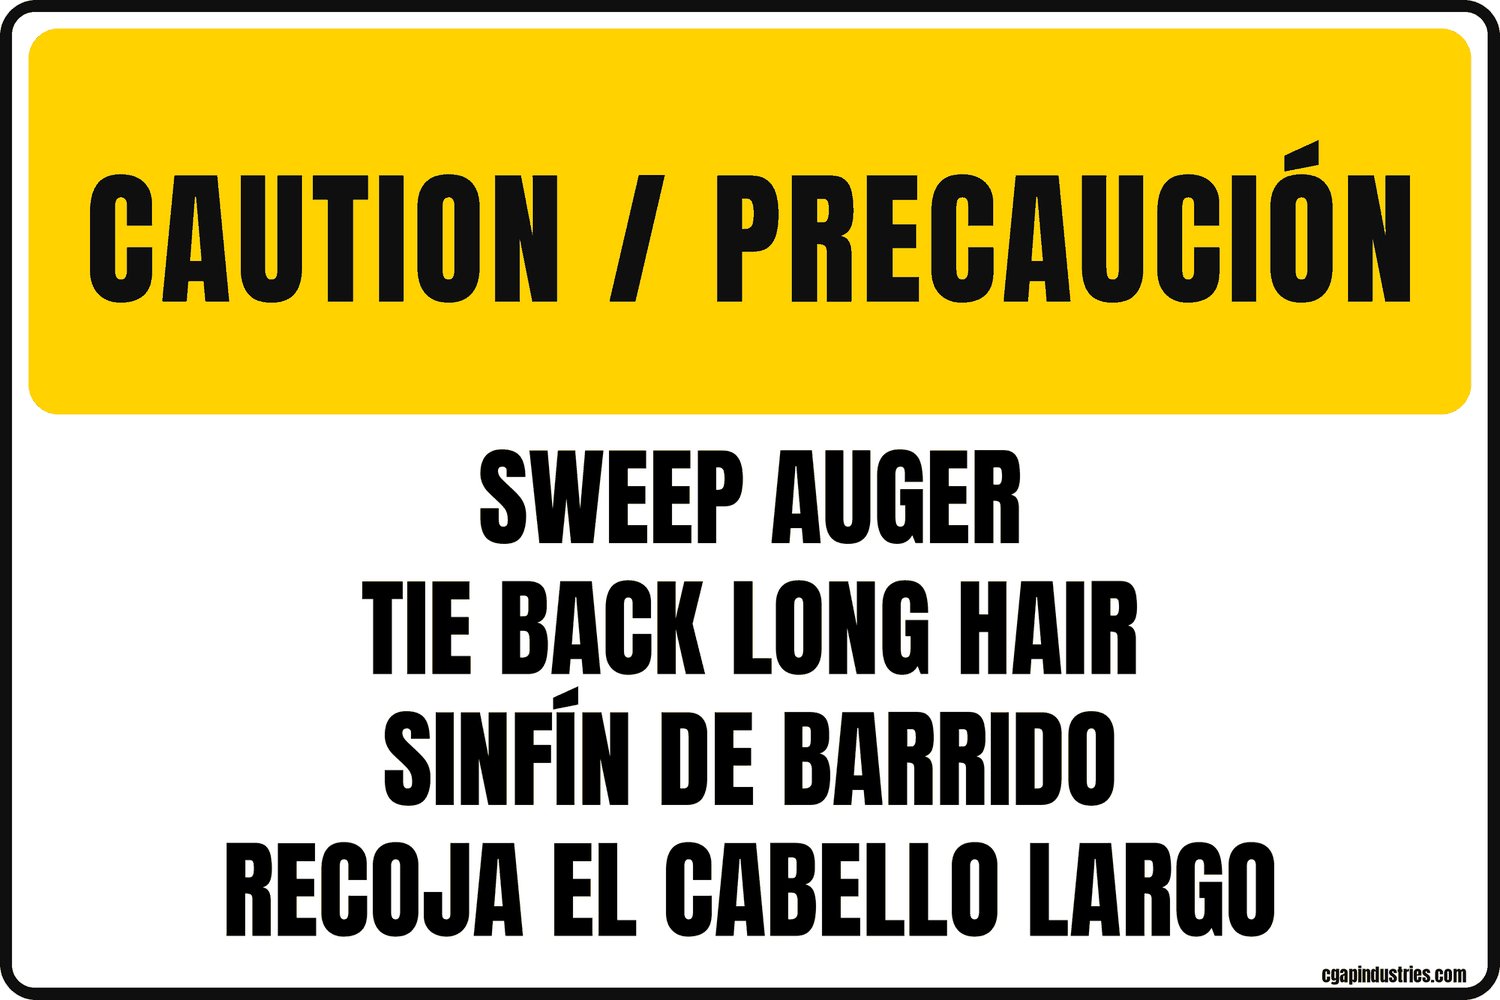 CAUTION / PRECAUCIÓN
SWEEP AUGER
TIE BACK LONG HAIR
SINFÍN DE BARRIDO
RECOJA EL CABELLO LARGO
cgapindustries.com